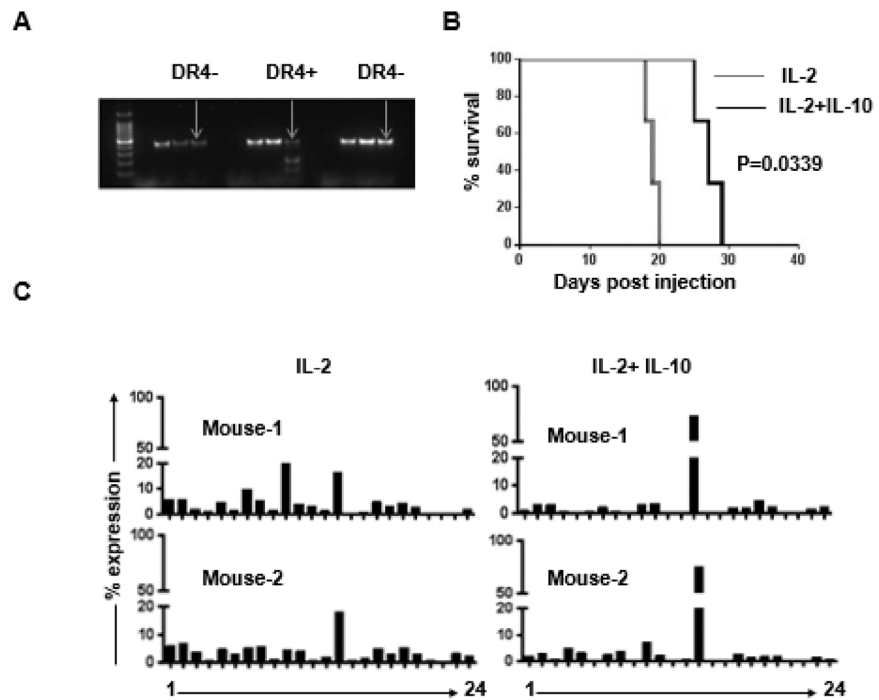 A
DR4- DR4+ DR4-
B
100
80
60
40
20
0
0 10 20 30 40
% survival
Days post injection
IL-2
IL-2+IL-10
P=0.0339
C
% expression
IL-2
100
50
20
10
0
Mouse-1
100
50
20
10
0
Mouse-2
1 24
IL-2+ IL-10
100
50
20
10
0
Mouse-1
100
50
20
10
0
Mouse-2
1 24